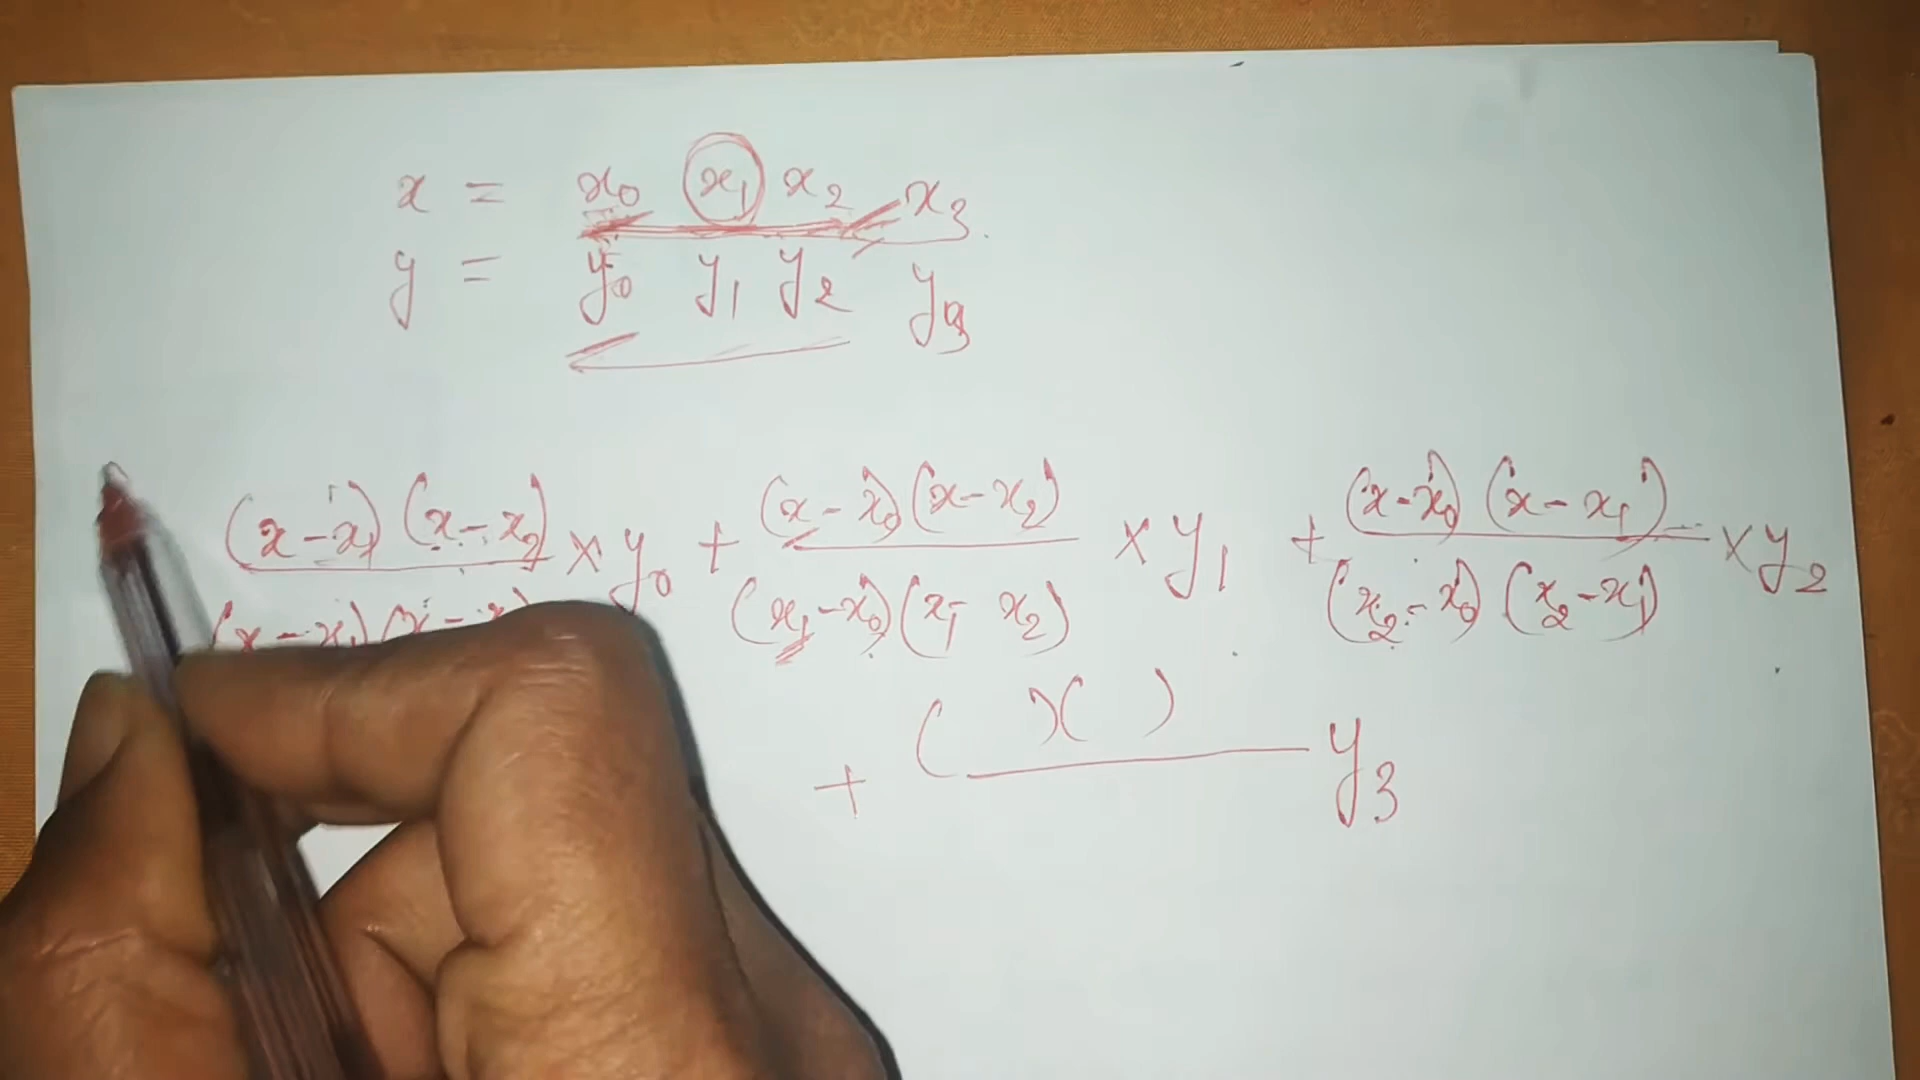 x = x₀ x₁ x₂ x₃
y = y₀ y₁ y₂ y₃
(x-x₁)(x-x₂) × y₀ + (x-x₀)(x-x₂) × y₁ + (x-x₀)(x-x₁) × y₂
(x₁-x₀)(x₁ x₂) (x₂-x₀)(x₂-x₁)
+ ( )( ) y₃